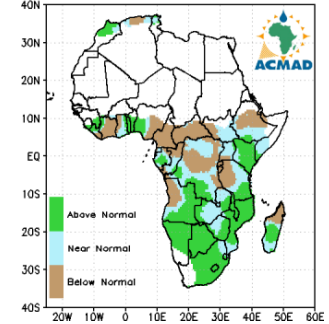 40N
30N
20N
10N
EQ
10S
20S
30S
40S
20W 10W 0 10E 20E 30E 40E 50E 60E
ACMAD
Above Normal
Near Normal
Below Normal